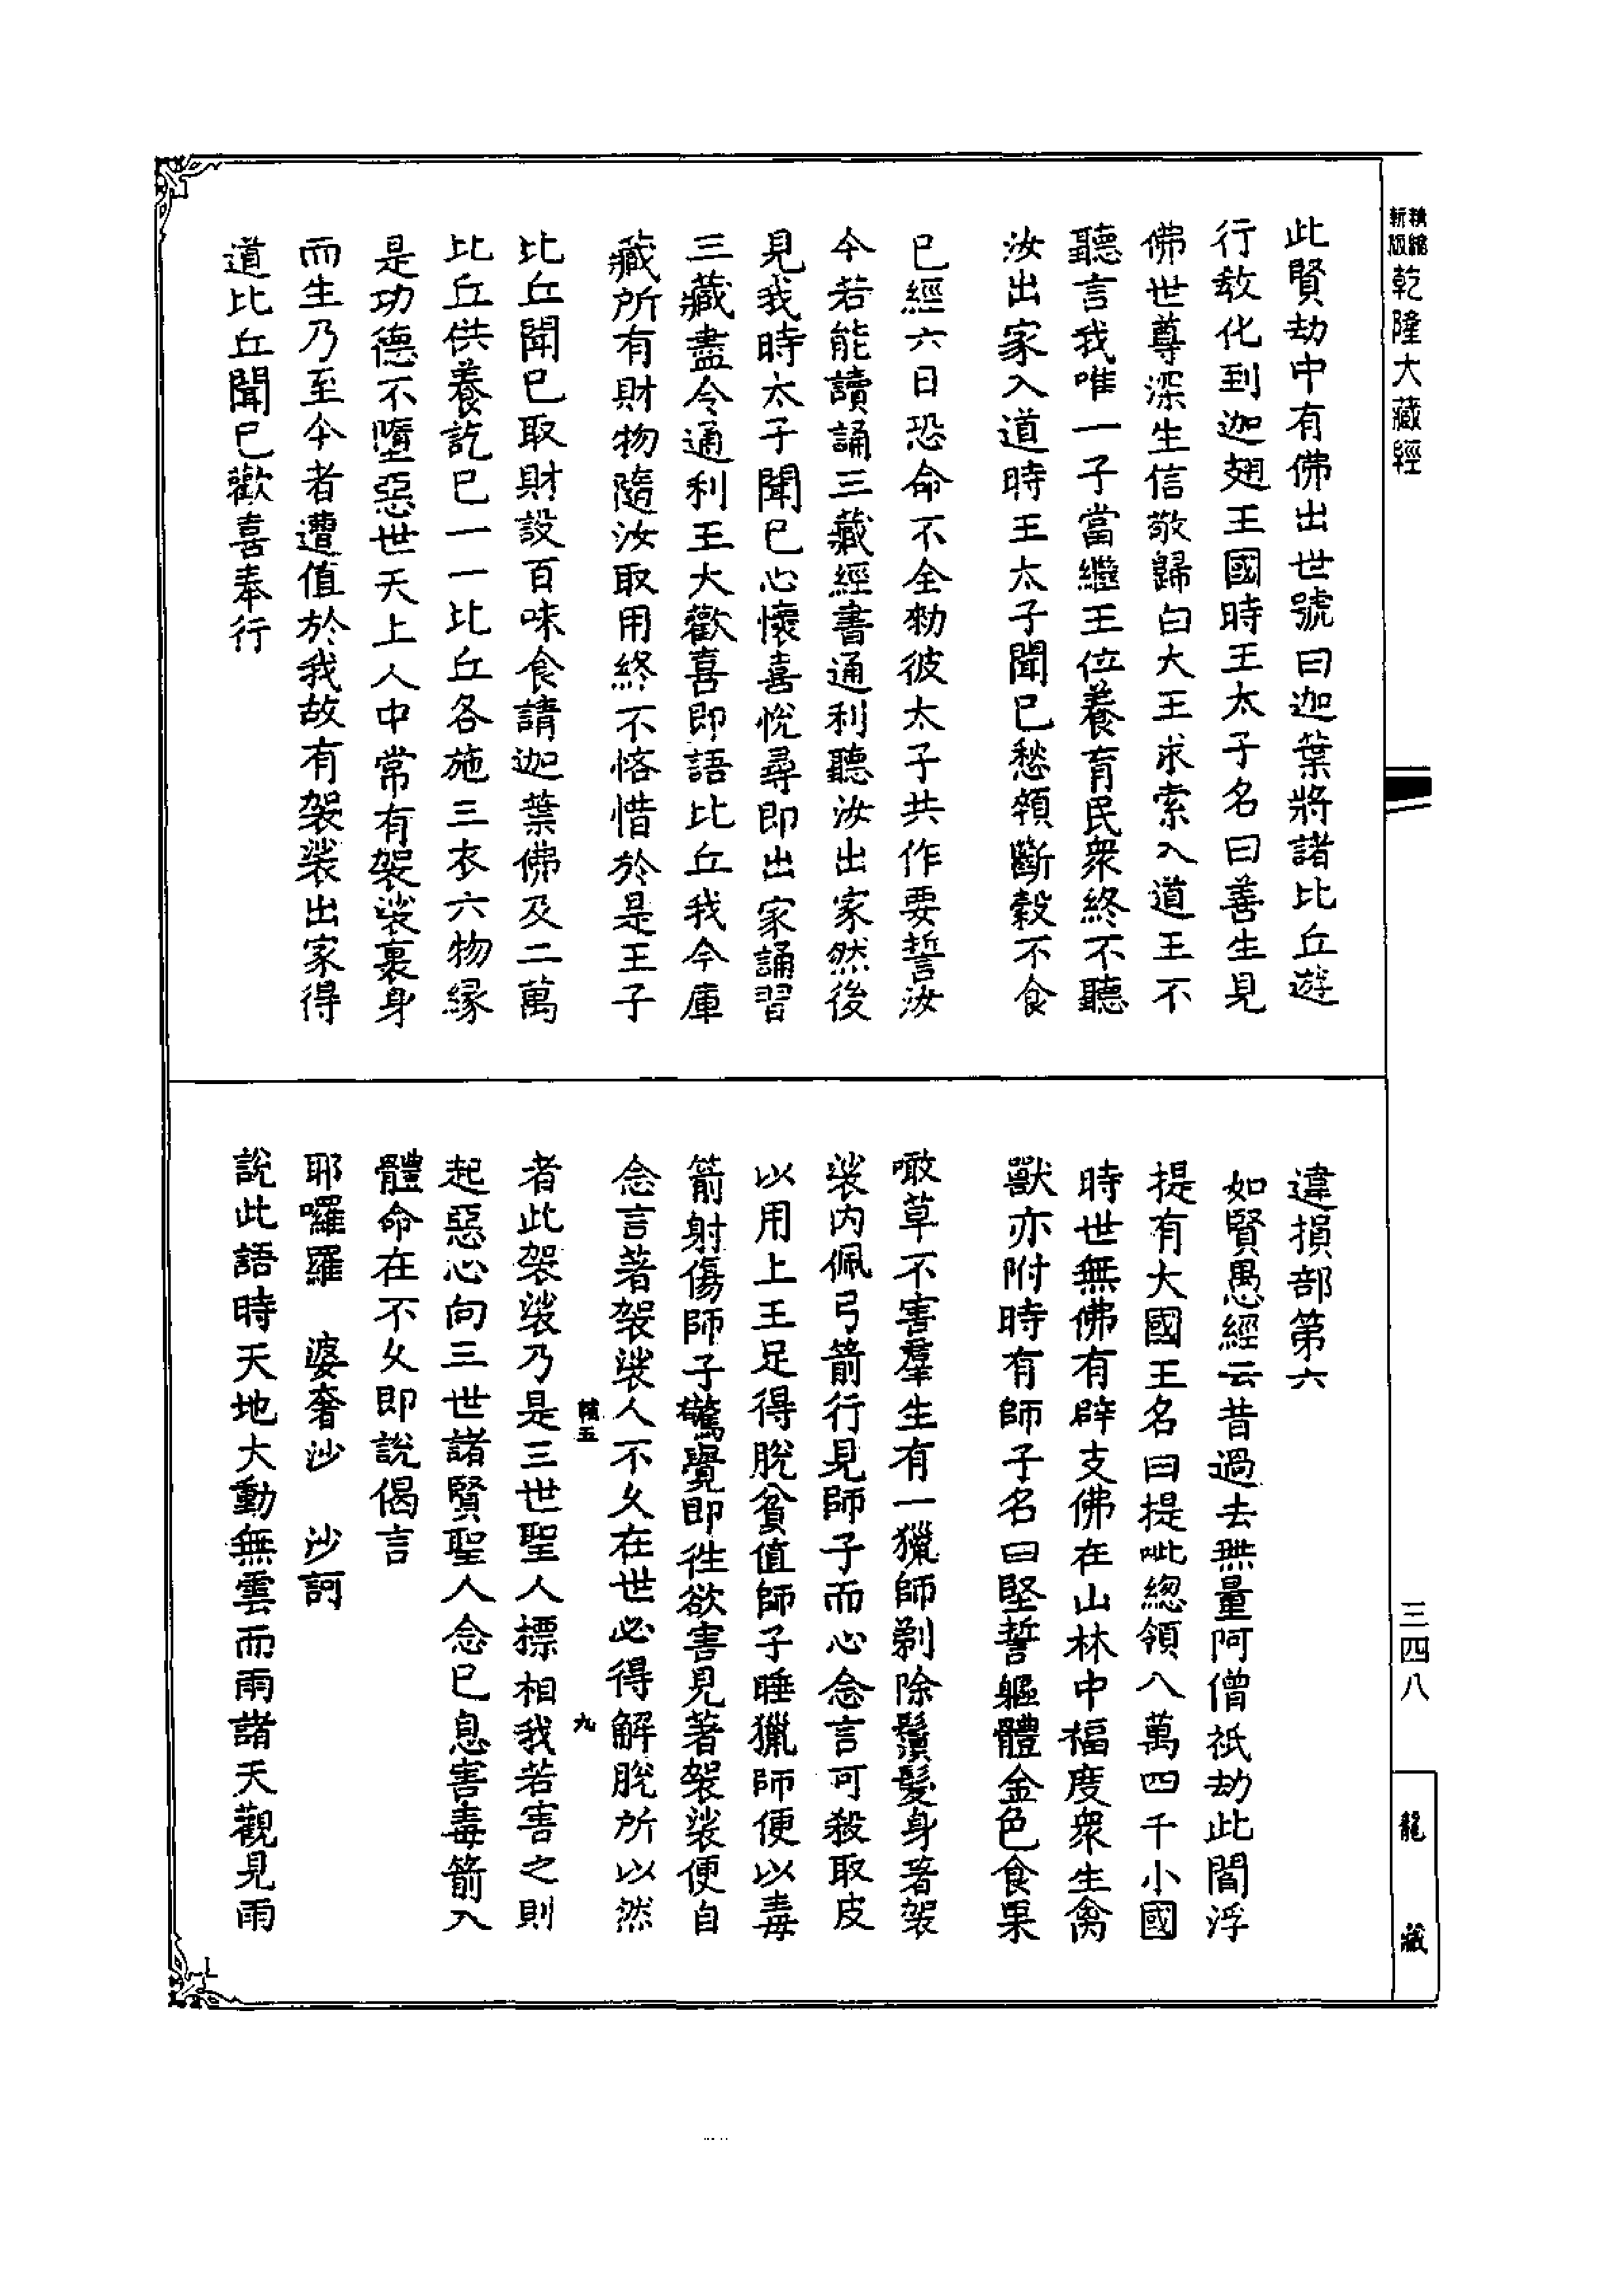 精縮
新版
乾隆大藏經
此賢劫中有佛出世號曰迦葉將諸比丘遊
行教化到迦翅王國時王太子名曰善生見
佛世尊深生信敬歸白大王求索入道王不
聽言我唯一子當繼王位養育民衆終不聽
汝出家入道時王太子聞已愁顇斷穀不食
已經六日恐命不全勑彼太子共作要誓汝
今若能讀誦三藏經書通利聽汝出家然後
見我時太子聞已心懷喜悅尋即出家誦習
三藏盡令通利王大歡喜即語比丘我今庫
藏所有財物隨汝取用終不悋惜於是王子
比丘聞已取財設百味食請迦葉佛及二萬
比丘供養訖已一一比丘各施三衣六物緣
是功德不墮惡世天上人中常有袈裟裹身
而生乃至今者遭值於我故有袈裟出家得
道比丘聞已歡喜奉行
違損部第六
如賢愚經云昔過去無量阿僧祇劫此閻浮
提有大國王名曰提毗總領八萬四千小國
時世無佛有辟支佛在山林中福度衆生禽
獸亦附時有師子名曰堅誓軀體金色食果
噉草不害羣生有一獵師剃除鬚髮身著袈
裟内佩弓箭行見師子而心念言可殺取皮
以用上王足得脫貧值師子睡獵師便以毒
箭射傷師子驚覺即徃欲害見著袈裟便自
念言著袈裟人不久在世必得解脫所以然
者此袈裟乃是三世聖人摽相我若害之則
起惡心向三世諸賢聖人念已息害毒箭入
體命在不久即說偈言
耶囉羅　婆奢沙　沙訶
說此語時天地大動無雲而雨諸天觀見雨
九
三四八
龍藏